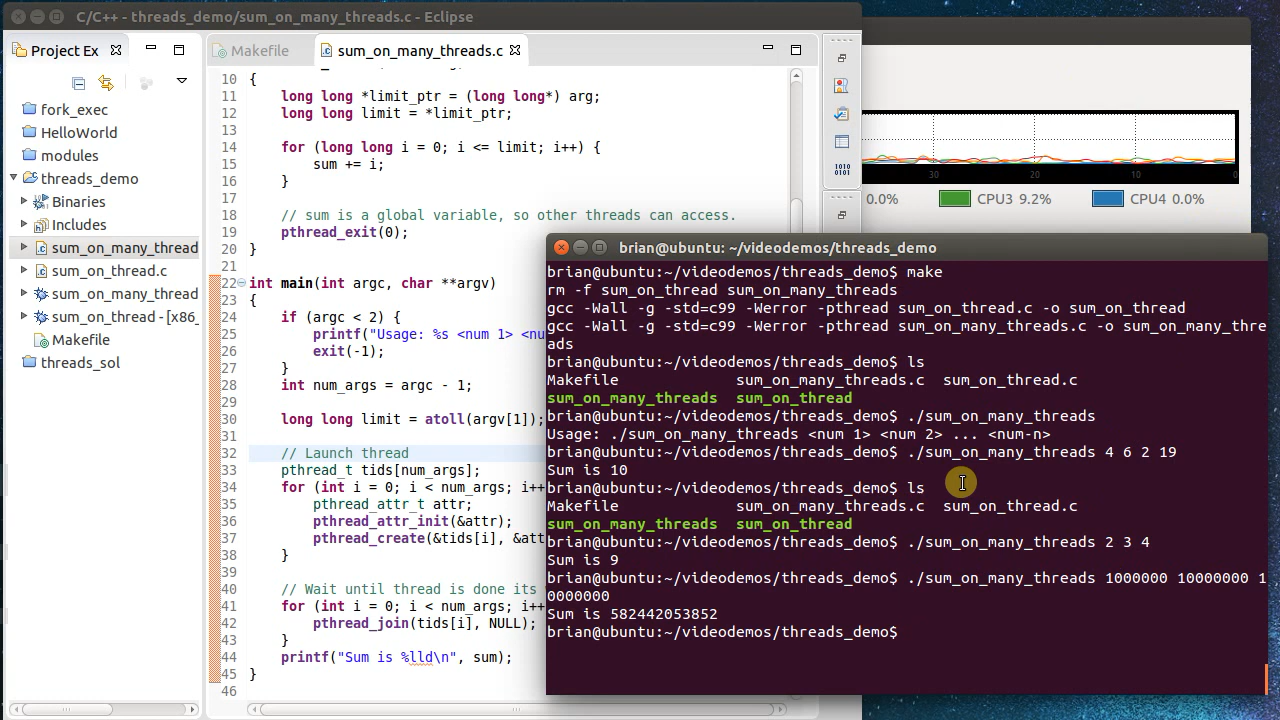 C/C++ - threads_demo/sum_on_many_threads.c - Eclipse
Project Ex
Makefile
sum_on_many_threads.c
fork_exec
HelloWorld
modules
threads_demo
Binaries
Includes
sum_on_many_thread
sum_on_thread.c
sum_on_many_thread
sum_on_thread - [x86_
Makefile
threads_sol
10 {
11 long long *limit_ptr = (long long*) arg;
12 long long limit = *limit_ptr;
13
14 for (long long i = 0; i <= limit; i++) {
15 sum += i;
16 }
17
18 // sum is a global variable, so other threads can access.
19 pthread_exit(0);
20 }
21
22 int main(int argc, char **argv)
23 {
24 if (argc < 2) {
25 printf("Usage: %s <num 1> <nu
26 exit(-1);
27 }
28 int num_args = argc - 1;
29
30 long long limit = atoll(argv[1]);
31
32 // Launch thread
33 pthread_t tids[num_args];
34 for (int i = 0; i < num_args; i++
35 pthread_attr_t attr;
36 pthread_attr_init(&attr);
37 pthread_create(&tids[i], &att
38 }
39
40 // Wait until thread is done its
41 for (int i = 0; i < num_args; i++
42 pthread_join(tids[i], NULL);
43 }
44 printf("Sum is %lld\n", sum);
45 }
46
1010
0101
30 20 10 0
0.0% CPU3 9.2% CPU4 0.0%
brian@ubuntu: ~/videodemos/threads_demo
brian@ubuntu:~/videodemos/threads_demo$ make
rm -f sum_on_thread sum_on_many_threads
gcc -Wall -g -std=c99 -Werror -pthread sum_on_thread.c -o sum_on_thread
gcc -Wall -g -std=c99 -Werror -pthread sum_on_many_threads.c -o sum_on_many_thre
ads
brian@ubuntu:~/videodemos/threads_demo$ ls
Makefile sum_on_many_threads.c sum_on_thread.c
sum_on_many_threads sum_on_thread
brian@ubuntu:~/videodemos/threads_demo$ ./sum_on_many_threads
Usage: ./sum_on_many_threads <num 1> <num 2> ... <num-n>
brian@ubuntu:~/videodemos/threads_demo$ ./sum_on_many_threads 4 6 2 19
Sum is 10
brian@ubuntu:~/videodemos/threads_demo$ ls
Makefile sum_on_many_threads.c sum_on_thread.c
sum_on_many_threads sum_on_thread
brian@ubuntu:~/videodemos/threads_demo$ ./sum_on_many_threads 2 3 4
Sum is 9
brian@ubuntu:~/videodemos/threads_demo$ ./sum_on_many_threads 1000000 10000000 1
0000000
Sum is 582442053852
brian@ubuntu:~/videodemos/threads_demo$